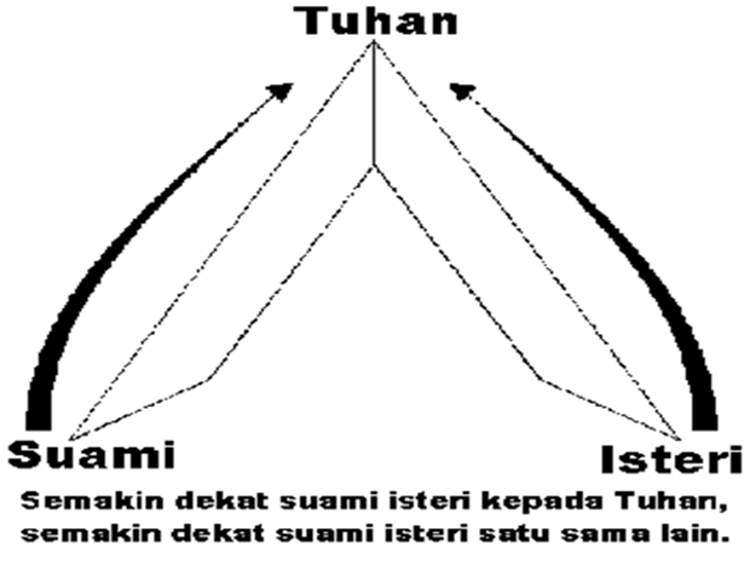 Tuhan
Suami
Isteri
Semakin dekat suami isteri kepada Tuhan,
semakin dekat suami isteri satu sama lain.